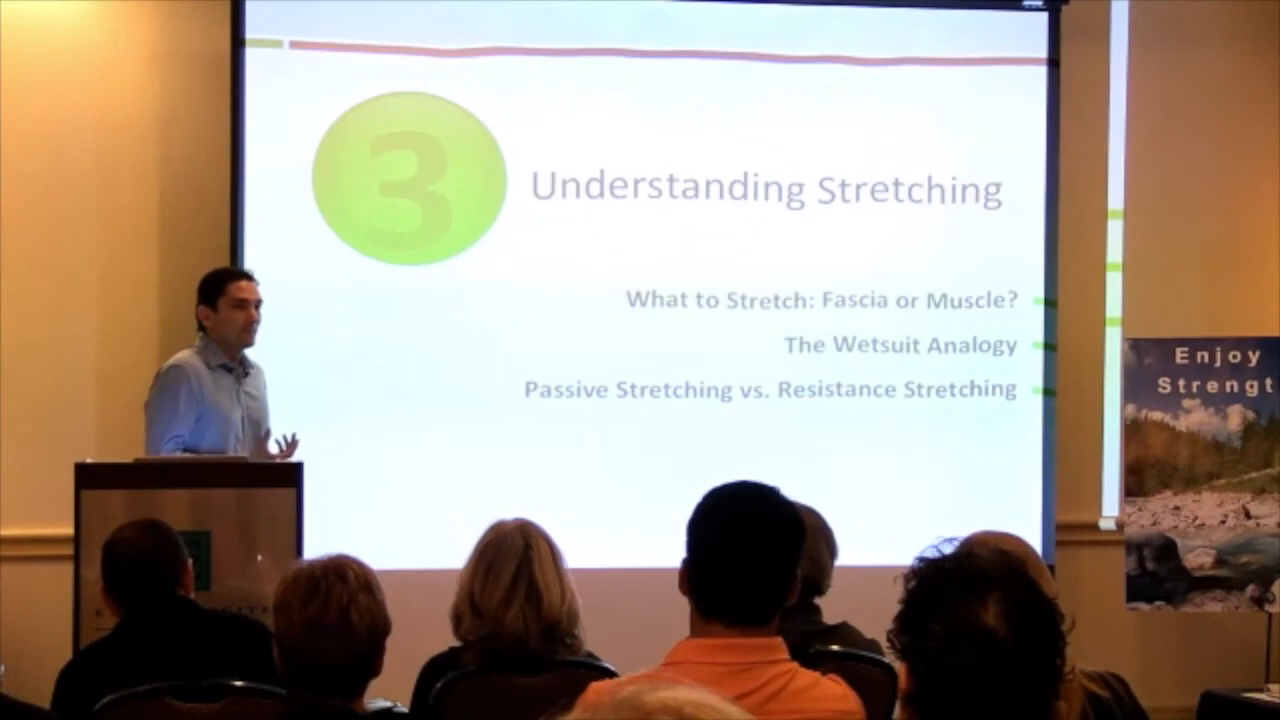 3
Understanding Stretching
What to Stretch: Fascia or Muscle?
The Wetsuit Analogy
Passive Stretching vs. Resistance Stretching
Enjoy
Strengt